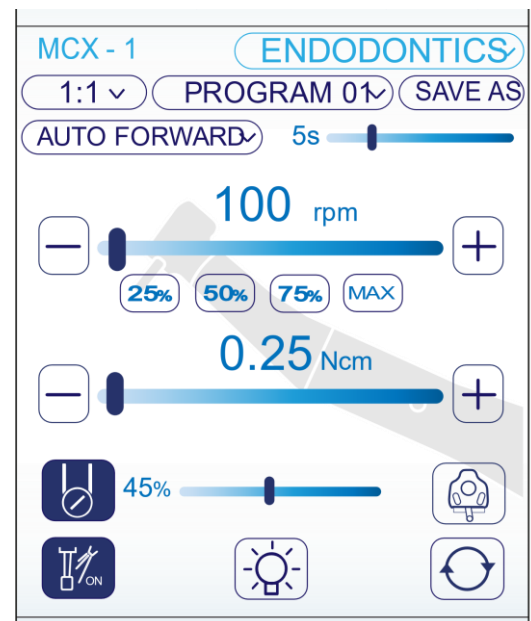 MCX - 1 ENDODONTICS
1:1 PROGRAM 01 SAVE AS
AUTO FORWARD 5s
100 rpm
25% 50% 75% MAX
0.25 Ncm
45%
ON